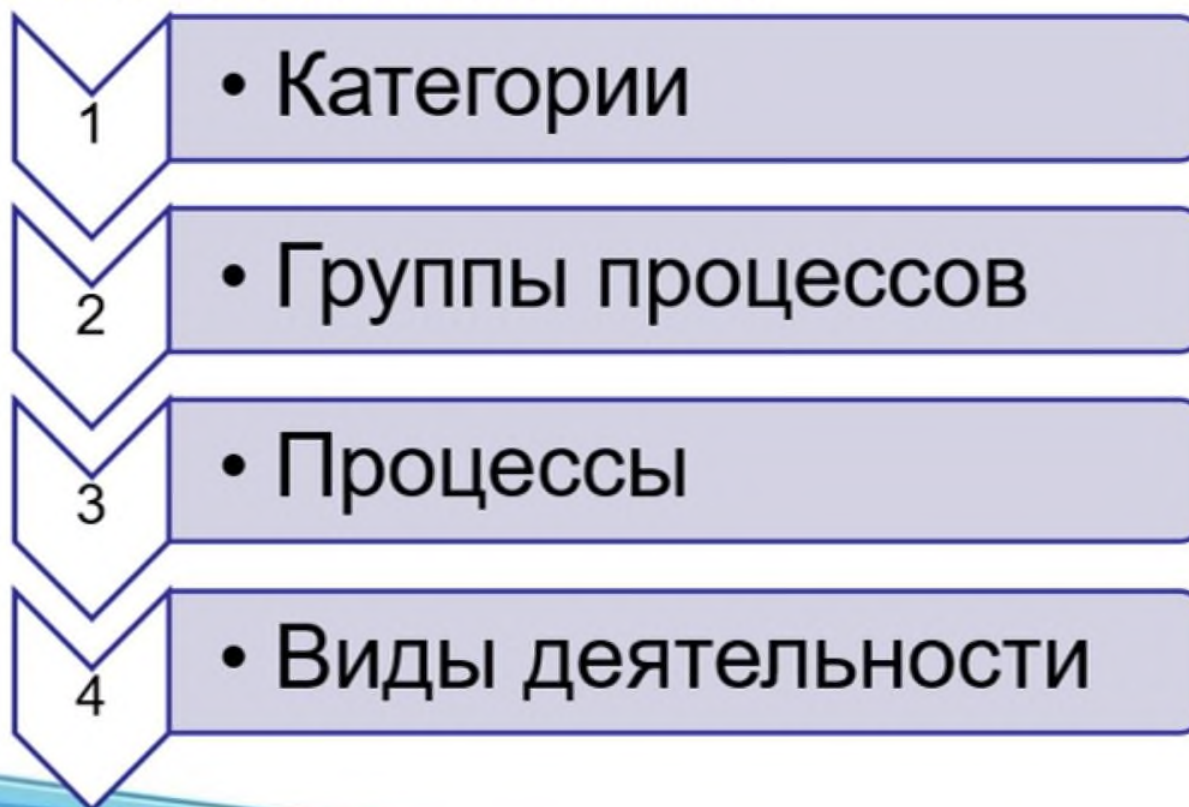 1
• Категории
2
• Группы процессов
3
• Процессы
4
• Виды деятельности